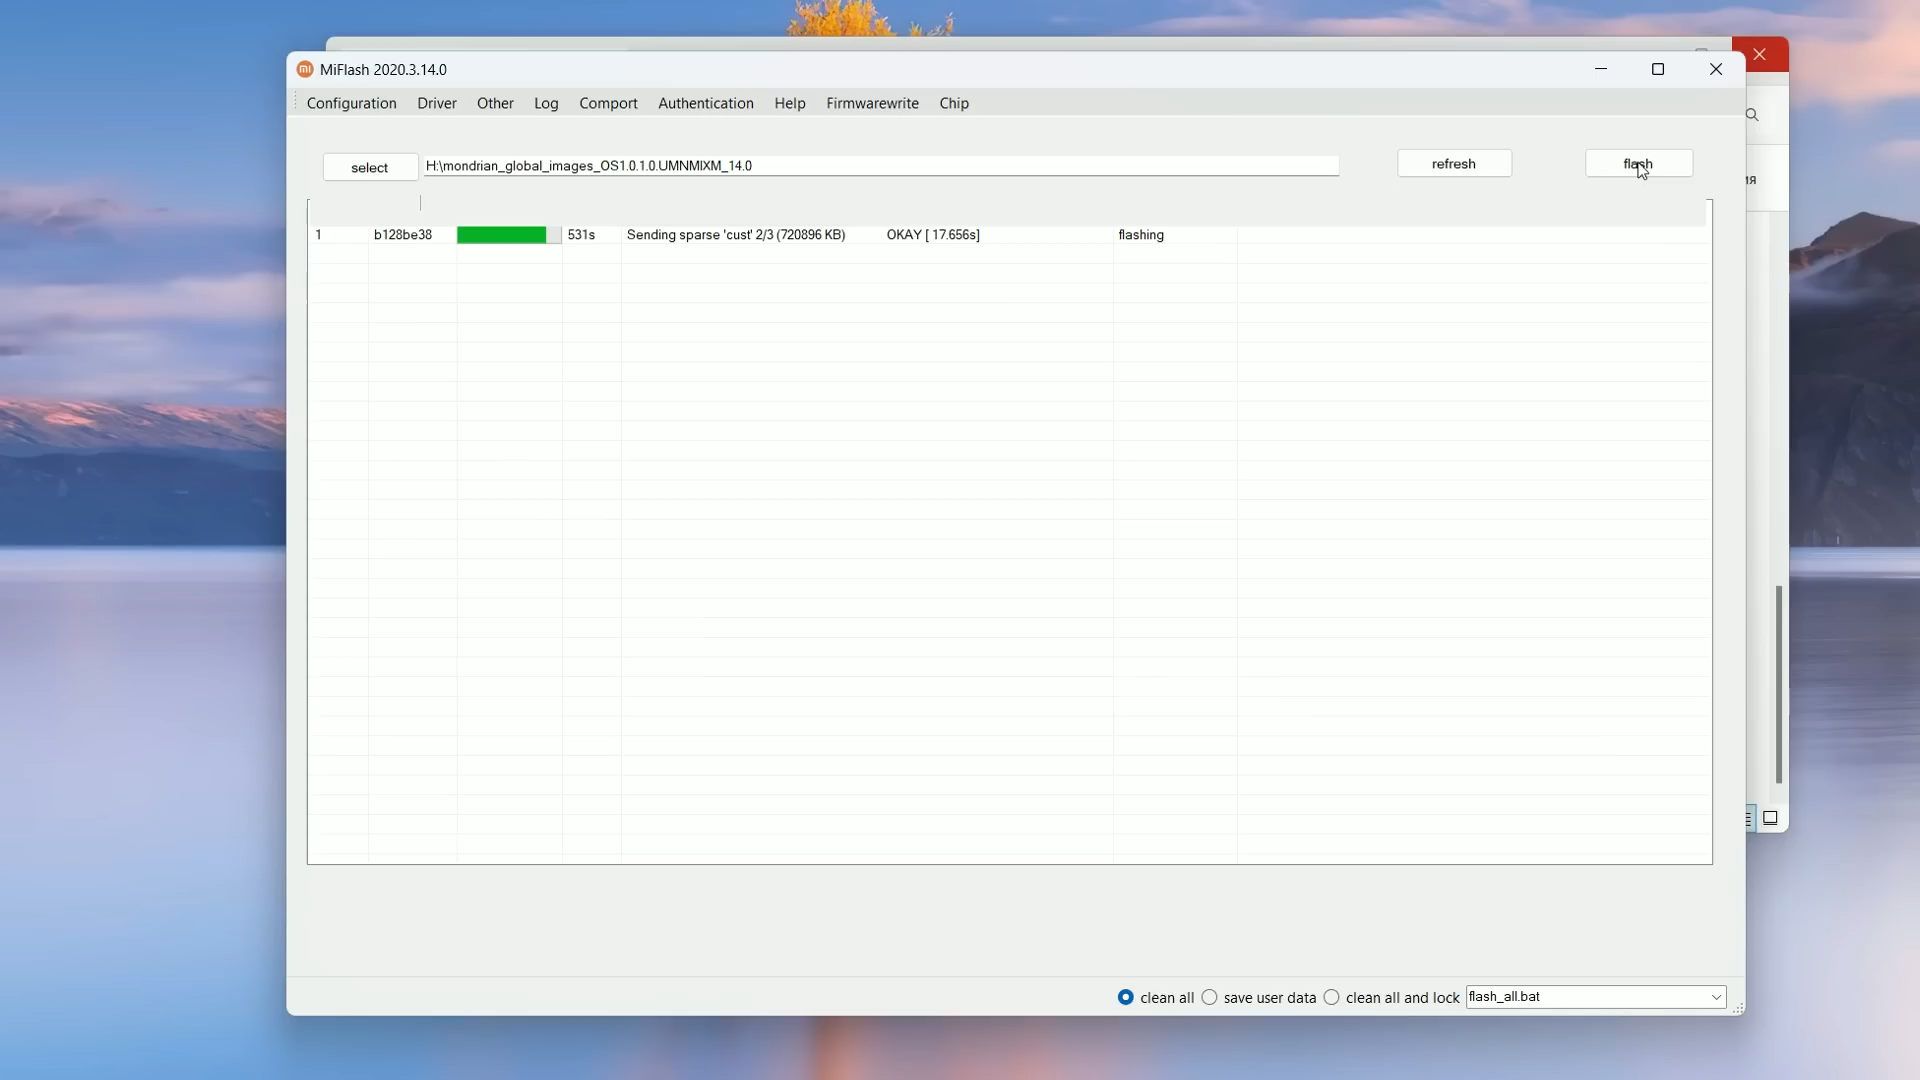 MiFlash 2020.3.14.0
Configuration Driver Other Log Comport Authentication Help Firmwarewrite Chip
select H:\mondrian_global_images_OS1.0.1.0.UMNMIXM_14.0 refresh flash
ия
1 b128be38 531s Sending sparse 'cust' 2/3 (720896 KB) OKAY [ 17.656s] flashing
clean all save user data clean all and lock flash_all.bat